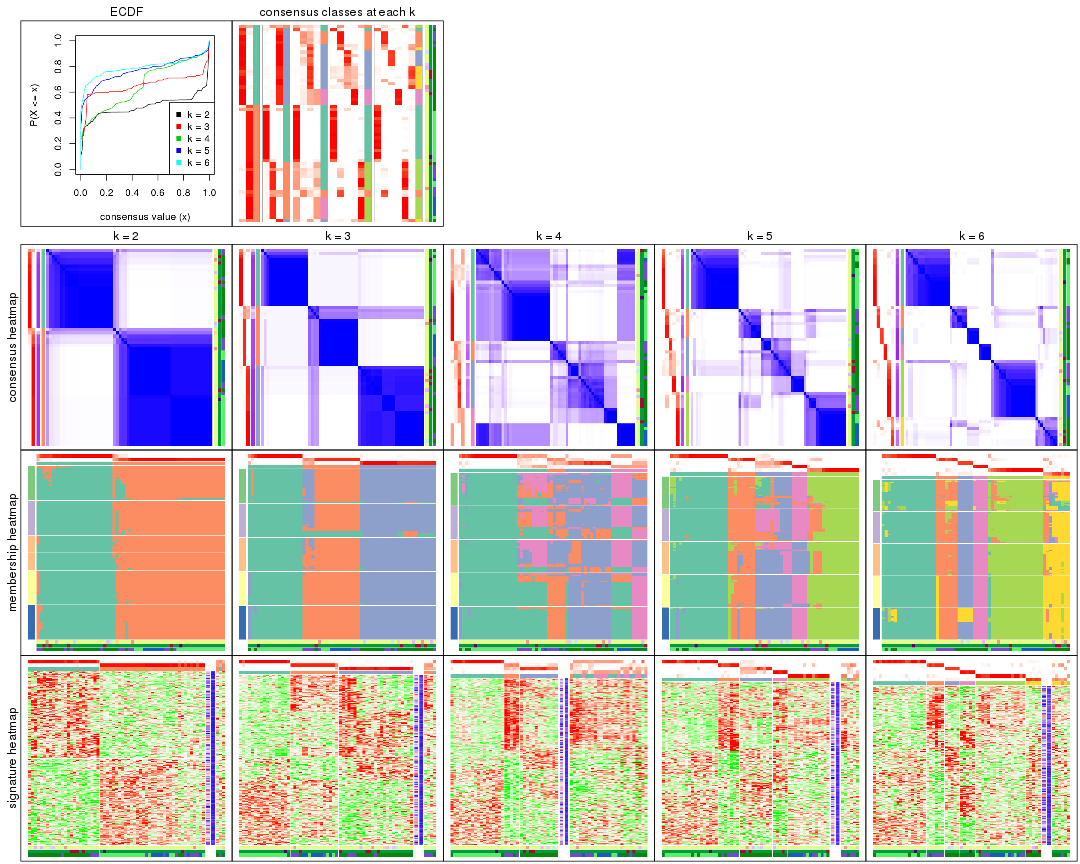 ECDF
consensus classes at each k
P(X <= x)
0.0 0.2 0.4 0.6 0.8 1.0
k = 2
k = 3
k = 4
k = 5
k = 6
0.0 0.2 0.4 0.6 0.8 1.0
consensus value (x)
k = 2
k = 3
k = 4
k = 5
k = 6
consensus heatmap
membership heatmap
signature heatmap